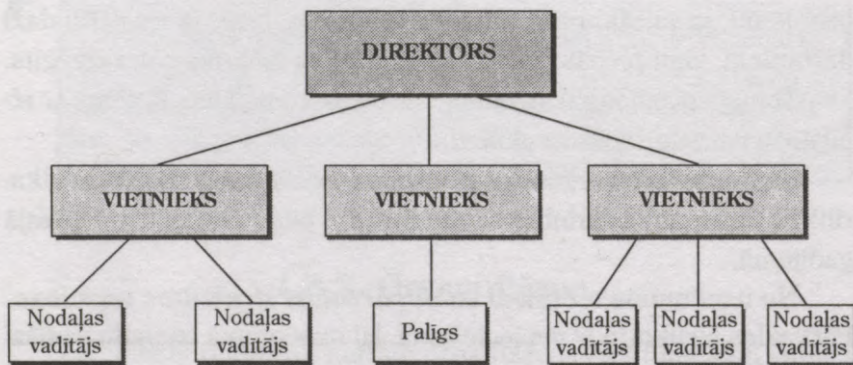 DIREKTORS
VIETNIEKS
VIETNIEKS
VIETNIEKS
Nodaļas
vadītājs
Nodaļas
vadītājs
Palīgs
Nodaļas
vadītājs
Nodaļas
vadītājs
Nodaļas
vadītājs